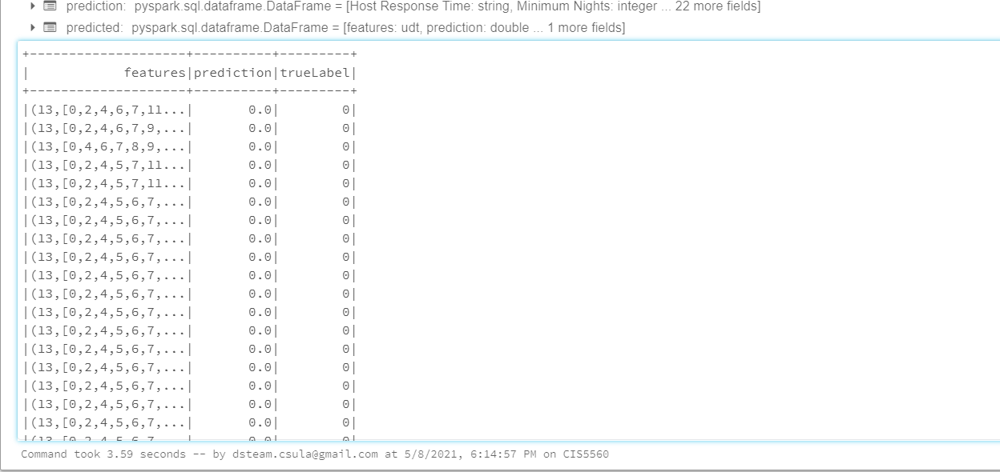 prediction: pyspark.sql.dataframe.DataFrame = [Host Response Time: string, Minimum Nights: integer ... 22 more fields]
predicted: pyspark.sql.dataframe.DataFrame = [features: udt, prediction: double ... 1 more fields]
+--------------------+----------+---------+
|            features|prediction|trueLabel|
+--------------------+----------+---------+
|(13,[0,2,4,6,7,11...|       0.0|        0|
|(13,[0,2,4,6,7,9,...|       0.0|        0|
|(13,[0,4,6,7,8,9,...|       0.0|        0|
|(13,[0,2,4,5,7,11...|       0.0|        0|
|(13,[0,2,4,5,7,11...|       0.0|        0|
|(13,[0,2,4,5,6,7,...|       0.0|        0|
|(13,[0,2,4,5,6,7,...|       0.0|        0|
|(13,[0,2,4,5,6,7,...|       0.0|        0|
|(13,[0,2,4,5,6,7,...|       0.0|        0|
|(13,[0,2,4,5,6,7,...|       0.0|        0|
|(13,[0,2,4,5,6,7,...|       0.0|        0|
|(13,[0,2,4,5,6,7,...|       0.0|        0|
|(13,[0,2,4,5,6,7,...|       0.0|        0|
|(13,[0,2,4,5,6,7,...|       0.0|        0|
|(13,[0,2,4,5,6,7,...|       0.0|        0|
|(13,[0,2,4,5,6,7,...|       0.0|        0|
|(13,[0,2,4,5,6,7,...|       0.0|        0|
|(13,[0,2,4,5,6,7,...|       0.0|        0|
Command took 3.59 seconds -- by dsteam.csula@gmail.com at 5/8/2021, 6:14:57 PM on CIS5560